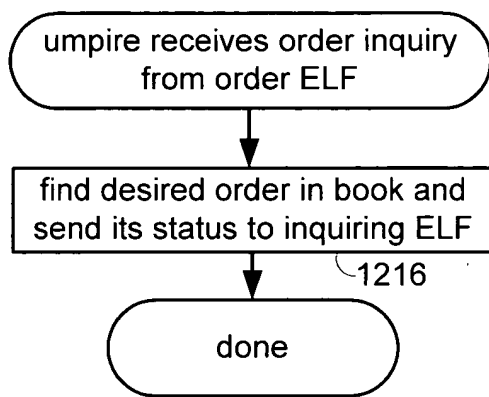 umpire receives order inquiry
from order ELF
find desired order in book and
send its status to inquiring ELF
1216
done